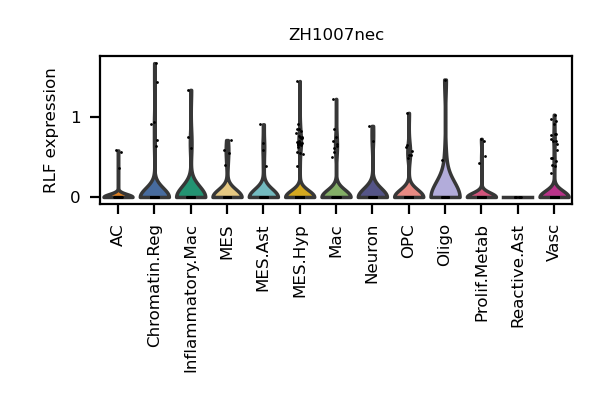 ZH1007nec
RLF expression
1
0
AC
Chromatin.Reg
Inflammatory.Mac
MES
MES.Ast
MES.Hyp
Mac
Neuron
OPC
Oligo
Prolif.Metab
Reactive.Ast
Vasc